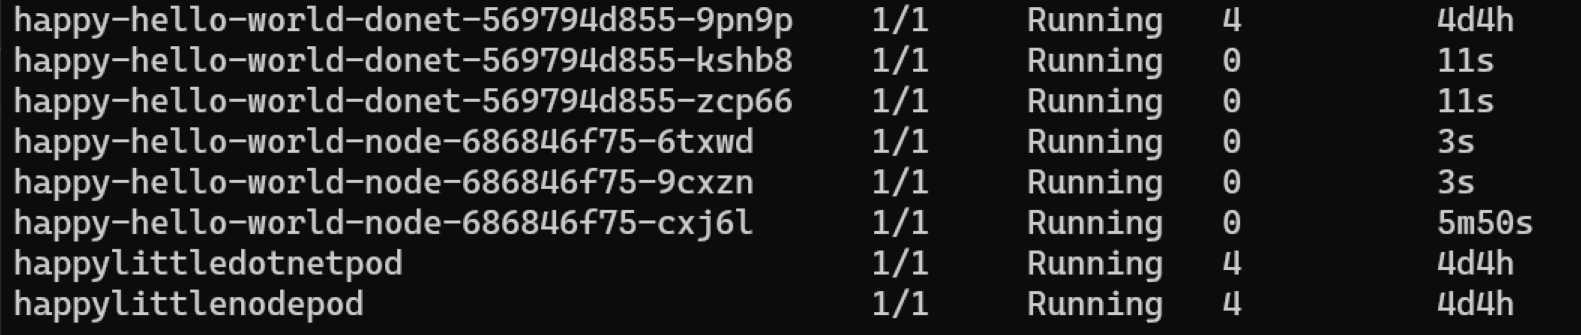 happy-hello-world-donet-569794d855-9pn9p 1/1 Running 4 4d4h
happy-hello-world-donet-569794d855-kshb8 1/1 Running 0 11s
happy-hello-world-donet-569794d855-zcp66 1/1 Running 0 11s
happy-hello-world-node-686846f75-6txwd 1/1 Running 0 3s
happy-hello-world-node-686846f75-9cxzn 1/1 Running 0 3s
happy-hello-world-node-686846f75-cxj6l 1/1 Running 0 5m50s
happylittledotnetpod 1/1 Running 4 4d4h
happylittlenodepod 1/1 Running 4 4d4h